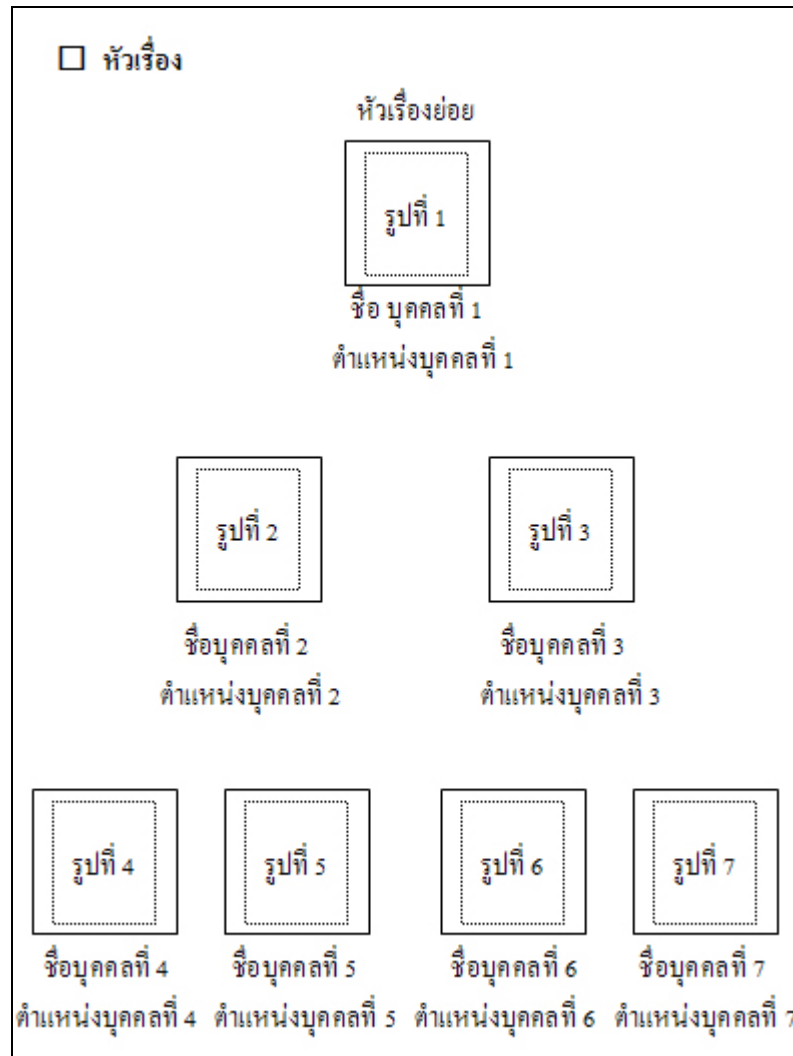 ☐ หัวเรื่อง
หัวเรื่องย่อย
รูปที่ 1
ชื่อ บุคคลที่ 1
ตำแหน่งบุคคลที่ 1
รูปที่ 2 รูปที่ 3
ชื่อบุคคลที่ 2 ชื่อบุคคลที่ 3
ตำแหน่งบุคคลที่ 2 ตำแหน่งบุคคลที่ 3
รูปที่ 4 รูปที่ 5 รูปที่ 6 รูปที่ 7
ชื่อบุคคลที่ 4 ชื่อบุคคลที่ 5 ชื่อบุคคลที่ 6 ชื่อบุคคลที่ 7
ตำแหน่งบุคคลที่ 4 ตำแหน่งบุคคลที่ 5 ตำแหน่งบุคคลที่ 6 ตำแหน่งบุคคลที่ 7